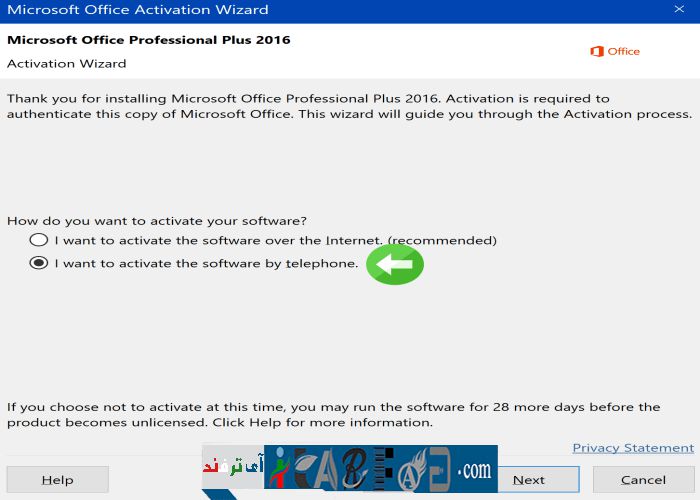 Microsoft Office Activation Wizard
Microsoft Office Professional Plus 2016
Office
Activation Wizard
Thank you for installing Microsoft Office Professional Plus 2016. Activation is required to
authenticate this copy of Microsoft Office. This wizard will guide you through the Activation process.
How do you want to activate your software?
I want to activate the software over the Internet. (recommended)
I want to activate the software by telephone.
If you choose not to activate at this time, you may run the software for 28 more days before the
product becomes unlicensed. Click Help for more information.
Privacy Statement
آی ترفند
.com
Help
Next
Cancel